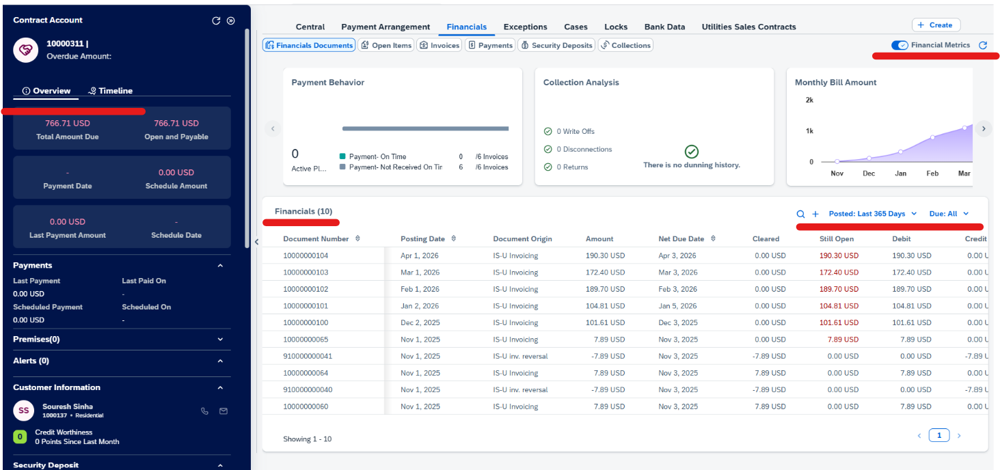 Contract Account
10000311 |
Overdue Amount:
Overview Timeline
766.71 USD 766.71 USD
Total Amount Due Open and Payable
- 0.00 USD
Payment Date Schedule Amount
0.00 USD -
Last Payment Amount Schedule Date
Payments
Last Payment Last Paid On
0.00 USD -
Scheduled Payment Scheduled On
0.00 USD -
Premises(0)
Alerts (0)
Customer Information
SS Souresh Sinha
1000137 • Residential
0 Credit Worthiness
0 Points Since Last Month
Security Deposit
Central Payment Arrangement Financials Exceptions Cases Locks Bank Data Utilities Sales Contracts
+ Create
Financials Documents Open Items Invoices Payments Security Deposits Collections
Financial Metrics
Payment Behavior
0
Active Pl...
Payment- On Time 0 /6 Invoices
Payment- Not Received On Tir 6 /6 Invoices
Collection Analysis
0 Write Offs
0 Disconnections
0 Returns
There is no dunning history.
Monthly Bill Amount
2k
1k
0
Nov Dec Jan Feb Mar
Financials (10)
+ Posted: Last 365 Days Due: All
Document Number Posting Date Document Origin Amount Net Due Date Cleared Still Open Debit Credit
10000000104 Apr 1, 2026 IS-U Invoicing 190.30 USD Apr 3, 2026 0.00 USD 190.30 USD 190.30 USD 0.00 U
10000000103 Mar 1, 2026 IS-U Invoicing 172.40 USD Mar 3, 2026 0.00 USD 172.40 USD 172.40 USD 0.00 U
10000000102 Feb 1, 2026 IS-U Invoicing 189.70 USD Feb 3, 2026 0.00 USD 189.70 USD 189.70 USD 0.00 U
10000000101 Jan 2, 2026 IS-U Invoicing 104.81 USD Jan 5, 2026 0.00 USD 104.81 USD 104.81 USD 0.00 U
10000000100 Dec 2, 2025 IS-U Invoicing 101.61 USD Dec 3, 2025 0.00 USD 101.61 USD 101.61 USD 0.00 U
10000000065 Nov 1, 2025 IS-U Invoicing 7.89 USD Nov 3, 2025 0.00 USD 7.89 USD 7.89 USD 0.00 U
910000000041 Nov 1, 2025 IS-U inv. reversal -7.89 USD Nov 3, 2025 -7.89 USD 0.00 USD 0.00 USD -7.89 U
10000000064 Nov 1, 2025 IS-U Invoicing 7.89 USD Nov 3, 2025 7.89 USD 0.00 USD 7.89 USD 0.00 U
910000000040 Nov 1, 2025 IS-U inv. reversal -7.89 USD Nov 3, 2025 -7.89 USD 0.00 USD 0.00 USD -7.89 U
10000000060 Nov 1, 2025 IS-U Invoicing 7.89 USD Nov 3, 2025 7.89 USD 0.00 USD 7.89 USD 0.00 U
Showing 1 - 10
1